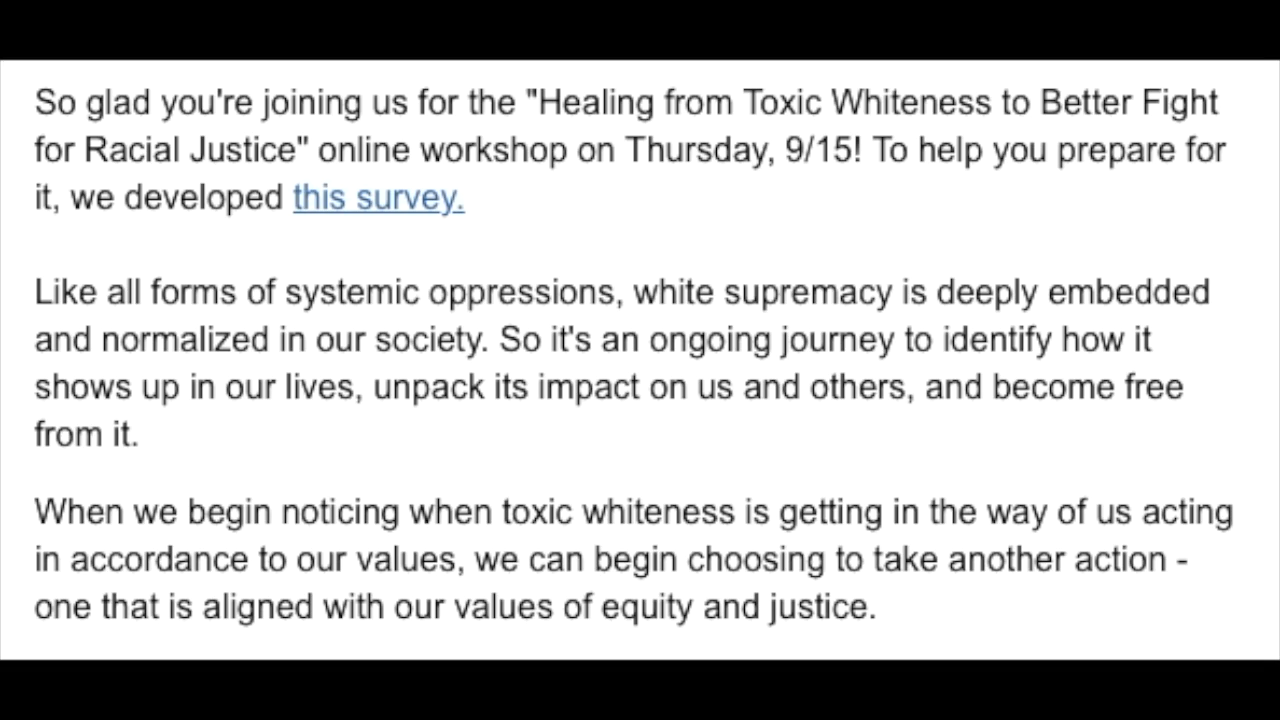 So glad you're joining us for the "Healing from Toxic Whiteness to Better Fight
for Racial Justice" online workshop on Thursday, 9/15! To help you prepare for
it, we developed this survey.
Like all forms of systemic oppressions, white supremacy is deeply embedded
and normalized in our society. So it's an ongoing journey to identify how it
shows up in our lives, unpack its impact on us and others, and become free
from it.
When we begin noticing when toxic whiteness is getting in the way of us acting
in accordance to our values, we can begin choosing to take another action -
one that is aligned with our values of equity and justice.